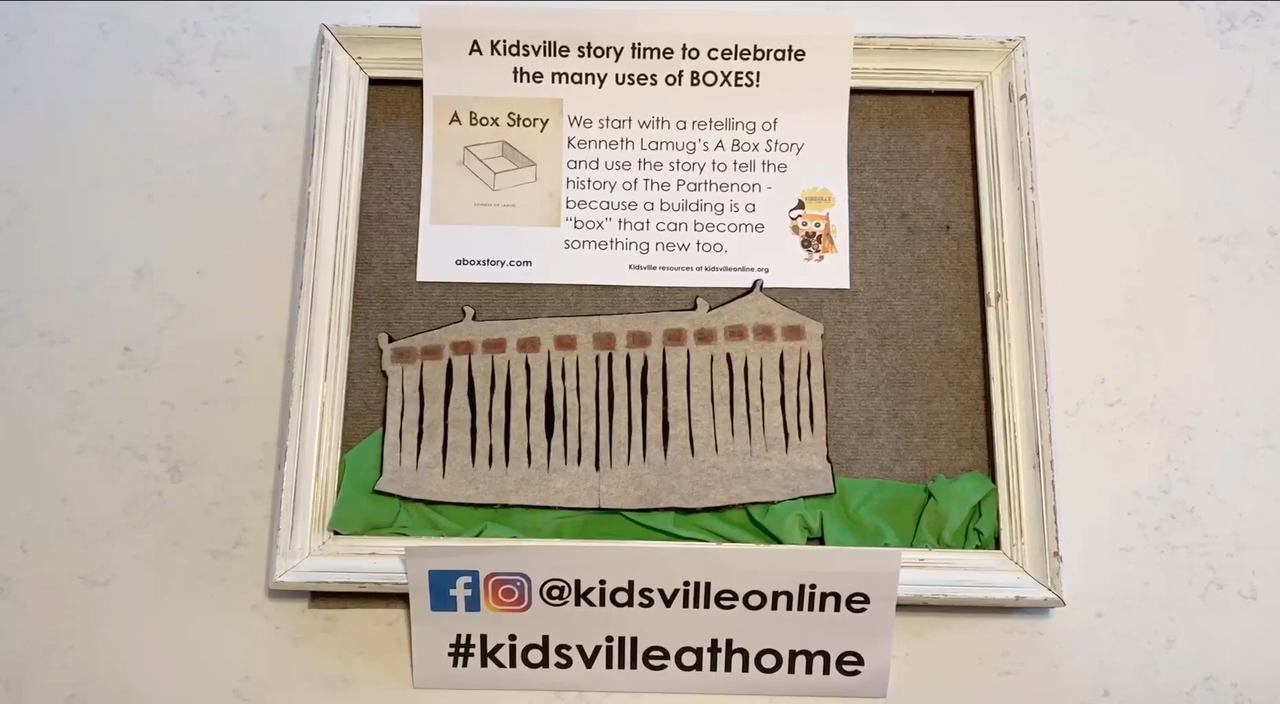 A Kidsville story time to celebrate
the many uses of BOXES!
A Box Story
We start with a retelling of
Kenneth Lamug's A Box Story
and use the story to tell the
history of The Parthenon -
because a building is a
"box" that can become
something new too.
KIDSVILLE
aboxstory.com
Kidsville resources at kidsvilleonline.org
@kidsvilleonline
#kidsvilleathome